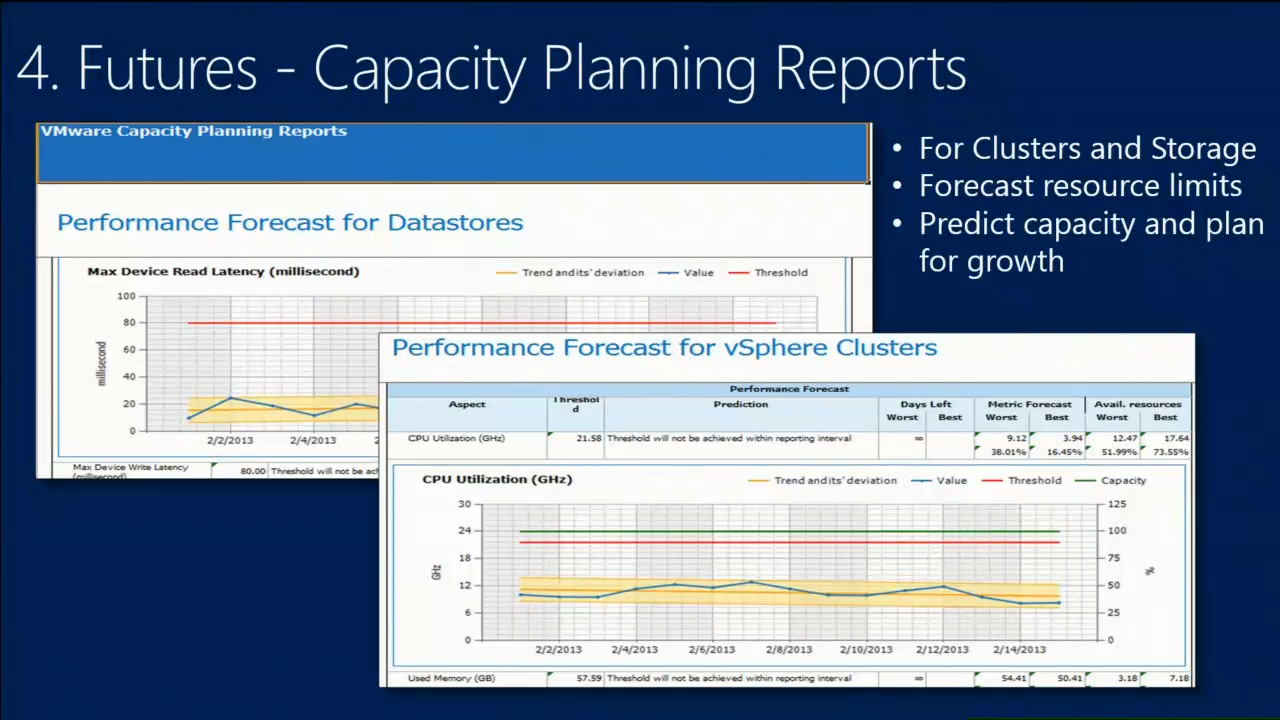 4. Futures - Capacity Planning Reports
VMware Capacity Planning Reports
Performance Forecast for Datastores
Max Device Read Latency (millisecond)
Trend and its' deviation
Value
Threshold
100
80
60
40
20
0
millisecond
2/2/2013
2/4/2013
2
Max Device Write Latency
(millisecond)
80.00
Threshold will not be ac
• For Clusters and Storage
• Forecast resource limits
• Predict capacity and plan
for growth
Performance Forecast for vSphere Clusters
Performance Forecast
Aspect
Threshol
d
Prediction
Days Left
Worst
Best
Metric Forecast
Worst
Best
Avail. resources
Worst
Best
CPU Utilization (GHz)
21.58
Threshold will not be achieved within reporting interval
∞
9.12
3.94
12.47
17.64
38.01%
16.45%
51.99%
73.55%
CPU Utilization (GHz)
Trend and its' deviation
Value
Threshold
Capacity
30
24
18
12
6
0
GHz
125
100
75
50
25
0
%
2/2/2013
2/4/2013
2/6/2013
2/8/2013
2/10/2013
2/12/2013
2/14/2013
Used Memory (GB)
57.59
Threshold will not be achieved within reporting interval
∞
54.41
50.41
3.18
7.18